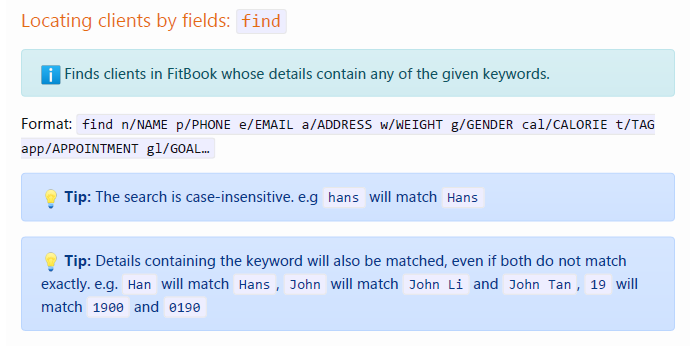 Locating clients by fields: find
Finds clients in FitBook whose details contain any of the given keywords.
Format: find n/NAME p/PHONE e/EMAIL a/ADDRESS w/WEIGHT g/GENDER cal/CALORIE t/TAG
app/APPOINTMENT gl/GOAL…
Tip: The search is case-insensitive. e.g hans will match Hans
Tip: Details containing the keyword will also be matched, even if both do not match
exactly. e.g. Han will match Hans, John will match John Li and John Tan, 19 will
match 1900 and 0190